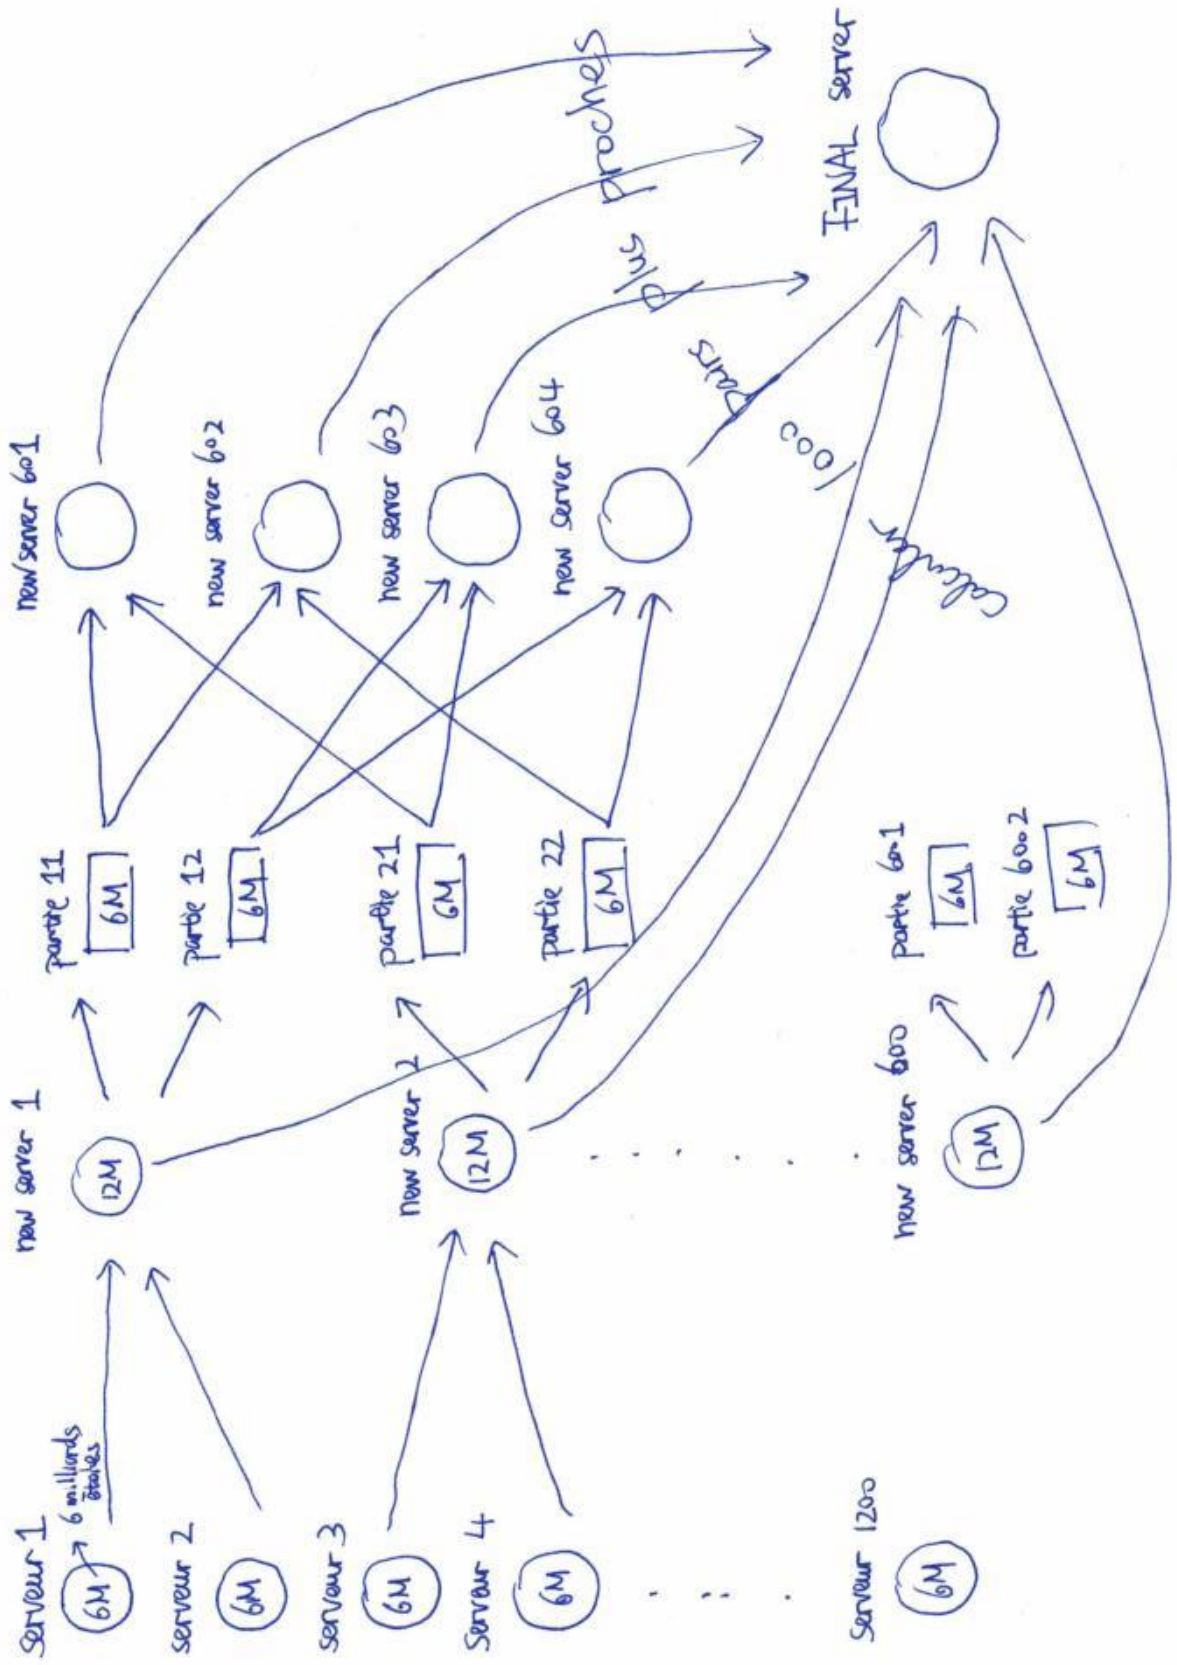 Serveur 1
6M
6 milliards
étoiles
serveur 2
6M
serveur 3
6M
Serveur 4
6M
Serveur 1200
6M
new server 1
12M
new server 2
12M
new server 600
12M
partie 11
6M
partie 12
6M
partie 21
6M
partie 22
6M
partie 6001
6M
partie 6002
6M
new server 601
new server 602
new server 603
new server 604
Calculer 1000 pairs plus proches
FINAL server